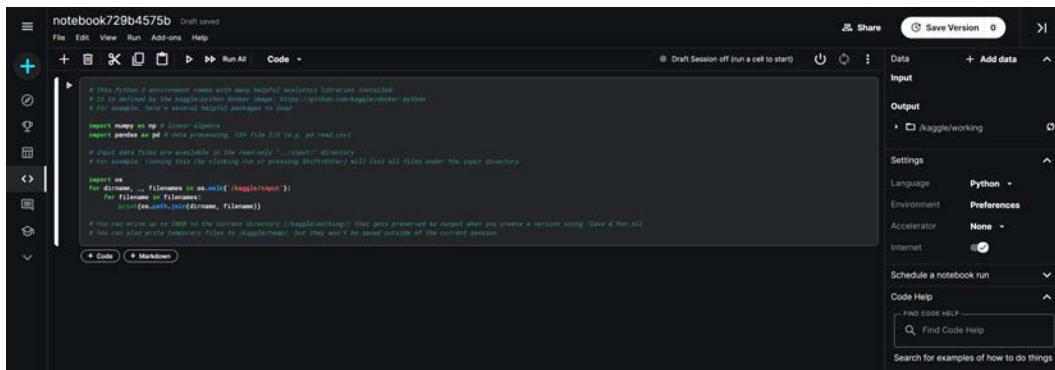 notebook729b4575b Draft saved
File Edit View Run Add-ons Help
Share
Save Version 0
Run All
Code
Draft Session off (run a cell to start)
# This Python 3 environment comes with many helpful analytics libraries installed
# It is defined by the kaggle/python Docker image: https://github.com/kaggle/docker-python
# For example, here's several helpful packages to load
import numpy as np # linear algebra
import pandas as pd # data processing, CSV file I/O (e.g. pd.read_csv)
# Input data files are available in the read-only "../input/" directory
# For example, running this (by clicking run or pressing Shift+Enter) will list all files under the input directory
import os
for dirname, _, filenames in os.walk('/kaggle/input'):
for filename in filenames:
print(os.path.join(dirname, filename))
# You can write up to 20GB to the current directory (/kaggle/working/) that gets preserved as output when you create a version using "Save & Run All"
# You can also write temporary files to /kaggle/temp/, but they won't be saved outside of the current session
+ Code
+ Markdown
Data
+ Add data
Input
Output
/kaggle/working
Settings
Language Python
Environment Preferences
Accelerator None
Internet
Schedule a notebook run
Code Help
FIND CODE HELP
Find Code Help
Search for examples of how to do things